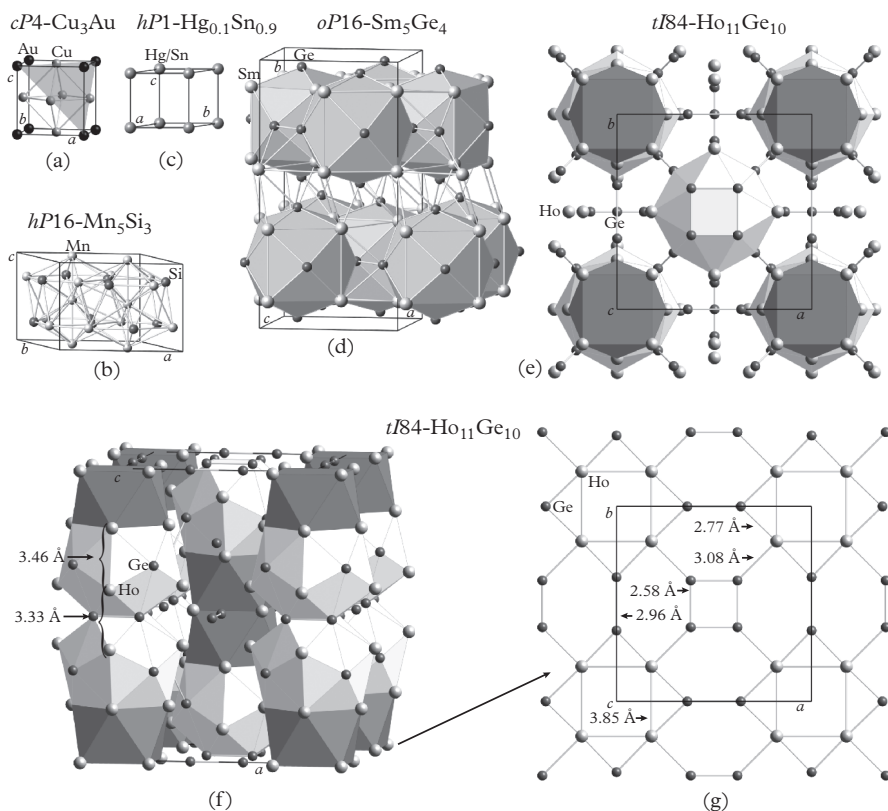 cP4-Cu₃Au
hP1-Hg₀.₁Sn₀.₉
oP16-Sm₅Ge₄
tI84-Ho₁₁Ge₁₀
Au
Cu
c
b
a
(a)
Hg/Sn
c
a
b
(c)
Ge
Sm
b
c
a
(d)
b
Ho
Ge
c
a
(e)
hP16-Mn₅Si₃
Mn
c
Si
b
a
(b)
tI84-Ho₁₁Ge₁₀
c
3.46 Å
Ge
Ho
3.33 Å
a
(f)
Ho
Ge
b
2.77 Å
3.08 Å
2.58 Å
2.96 Å
c
a
3.85 Å
(g)